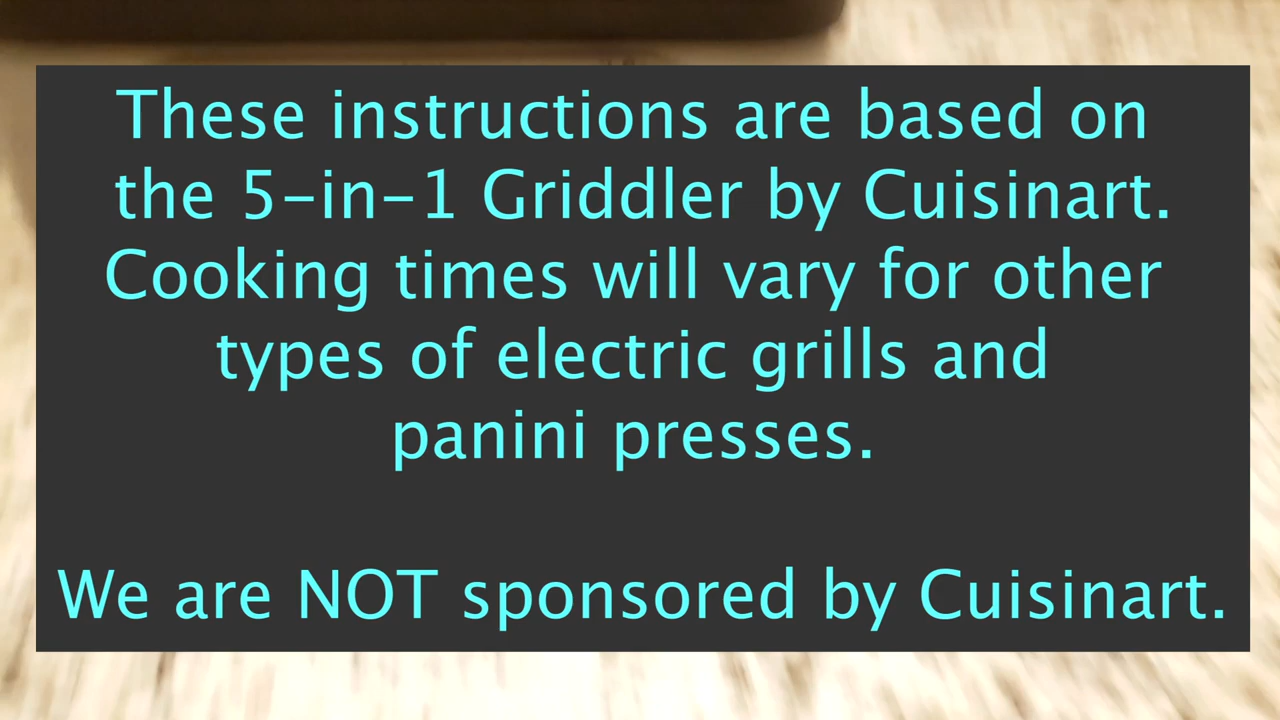 These instructions are based on
the 5-in-1 Griddler by Cuisinart.
Cooking times will vary for other
types of electric grills and
panini presses.
We are NOT sponsored by Cuisinart.